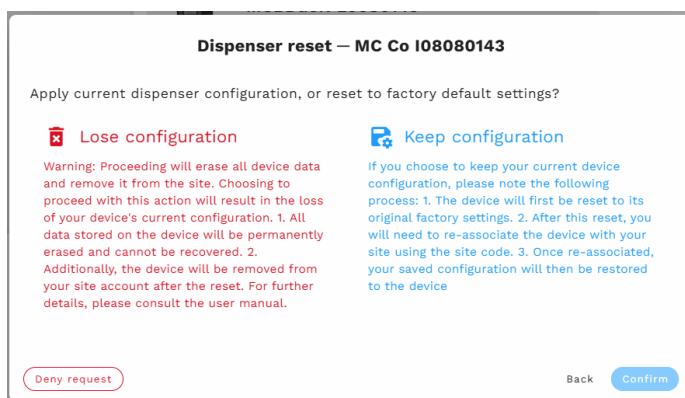 Dispenser reset — MC Co I08080143
Apply current dispenser configuration, or reset to factory default settings?
Lose configuration
Warning: Proceeding will erase all device data
and remove it from the site. Choosing to
proceed with this action will result in the loss
of your device's current configuration. 1. All
data stored on the device will be permanently
erased and cannot be recovered. 2.
Additionally, the device will be removed from
your site account after the reset. For further
details, please consult the user manual.
Keep configuration
If you choose to keep your current device
configuration, please note the following
process: 1. The device will first be reset to its
original factory settings. 2. After this reset, you
will need to re-associate the device with your
site using the site code. 3. Once re-associated,
your saved configuration will then be restored
to the device
Deny request
Back
Confirm